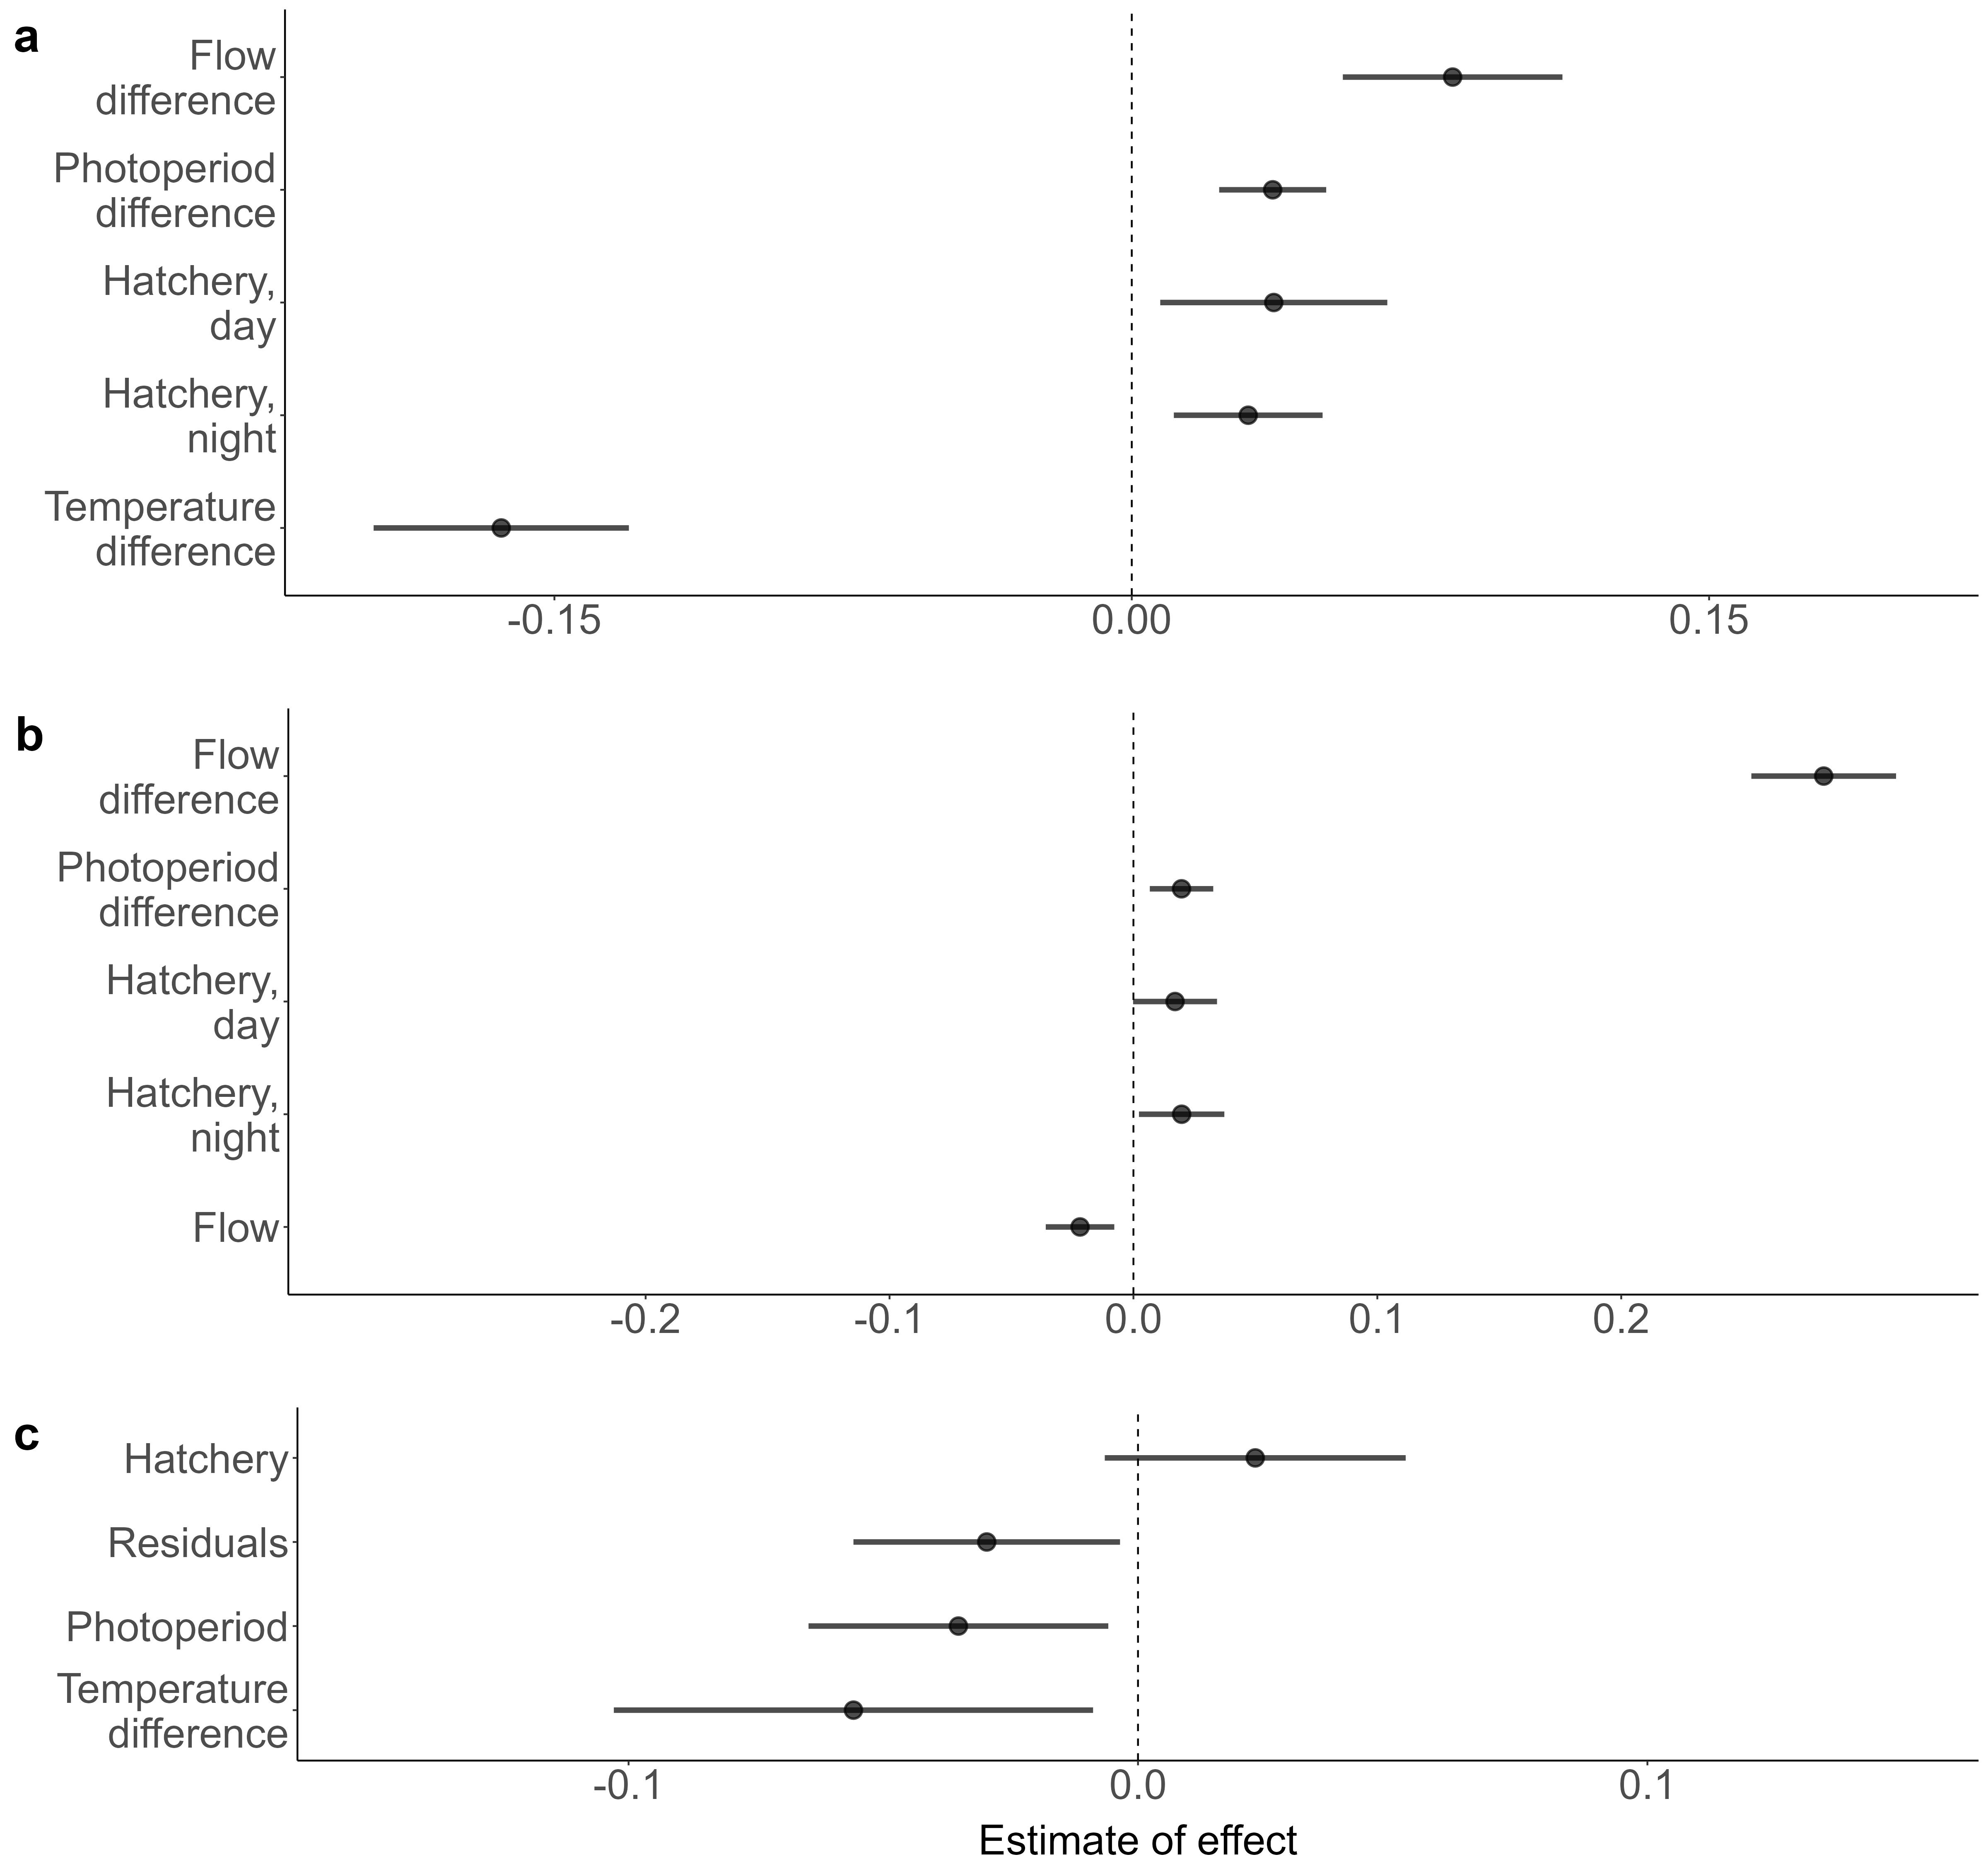 a
Flow
difference
Photoperiod
difference
Hatchery,
day
Hatchery,
night
Temperature
difference
-0.15 0.00 0.15
b
Flow
difference
Photoperiod
difference
Hatchery,
day
Hatchery,
night
Flow
-0.2 -0.1 0.0 0.1 0.2
c
Hatchery
Residuals
Photoperiod
Temperature
difference
-0.1 0.0 0.1
Estimate of effect